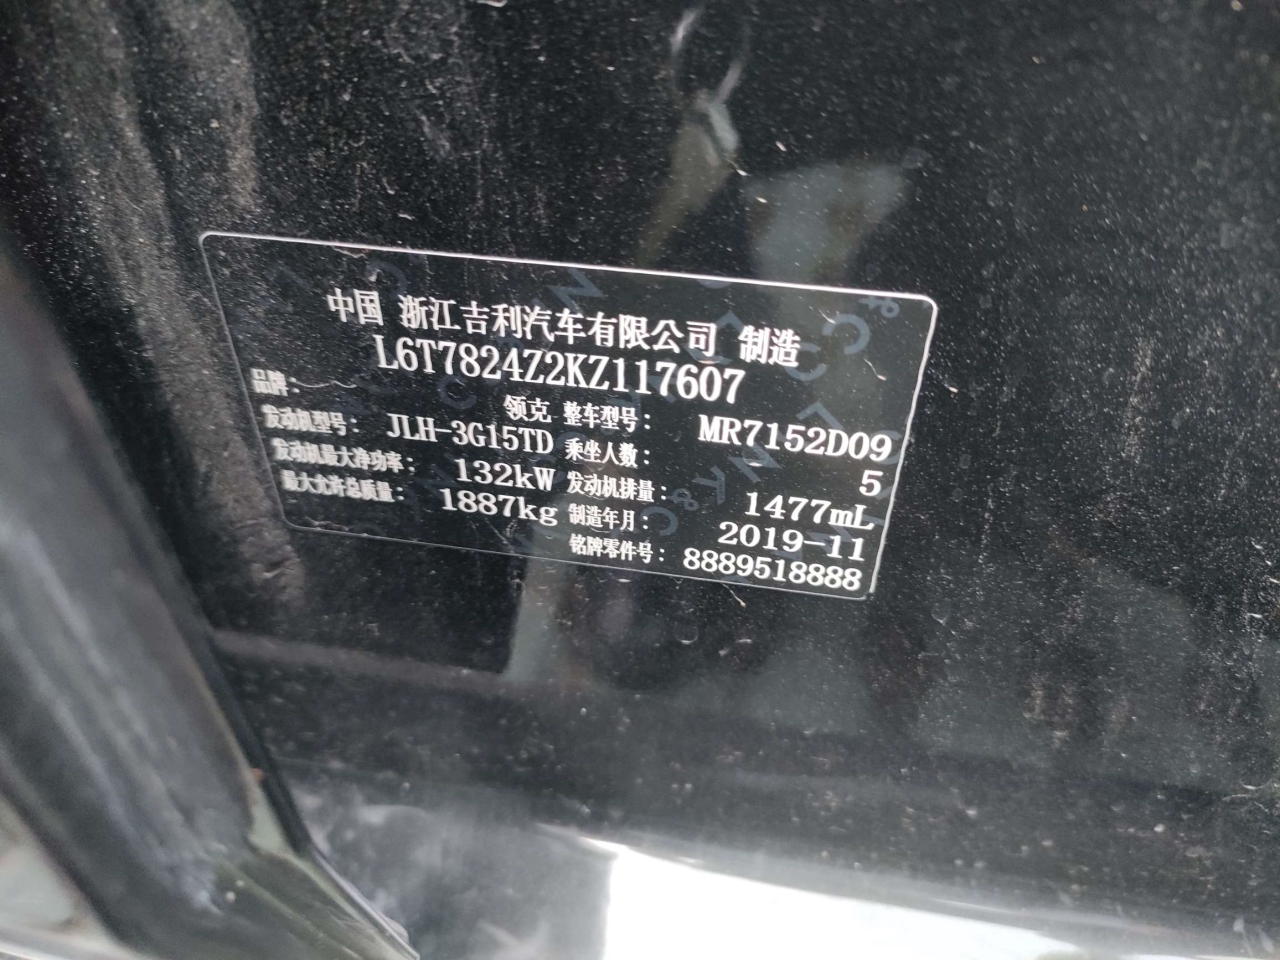 中国 浙江吉利汽车有限公司 制造
L6T7824Z2KZ117607
品牌： 领克 整车型号： MR7152D09
发动机型号： JLH-3G15TD 乘坐人数： 5
发动机最大净功率： 132kW 发动机排量： 1477mL
最大允许总质量： 1887kg 制造年月： 2019-11
铭牌零件号： 8889518888